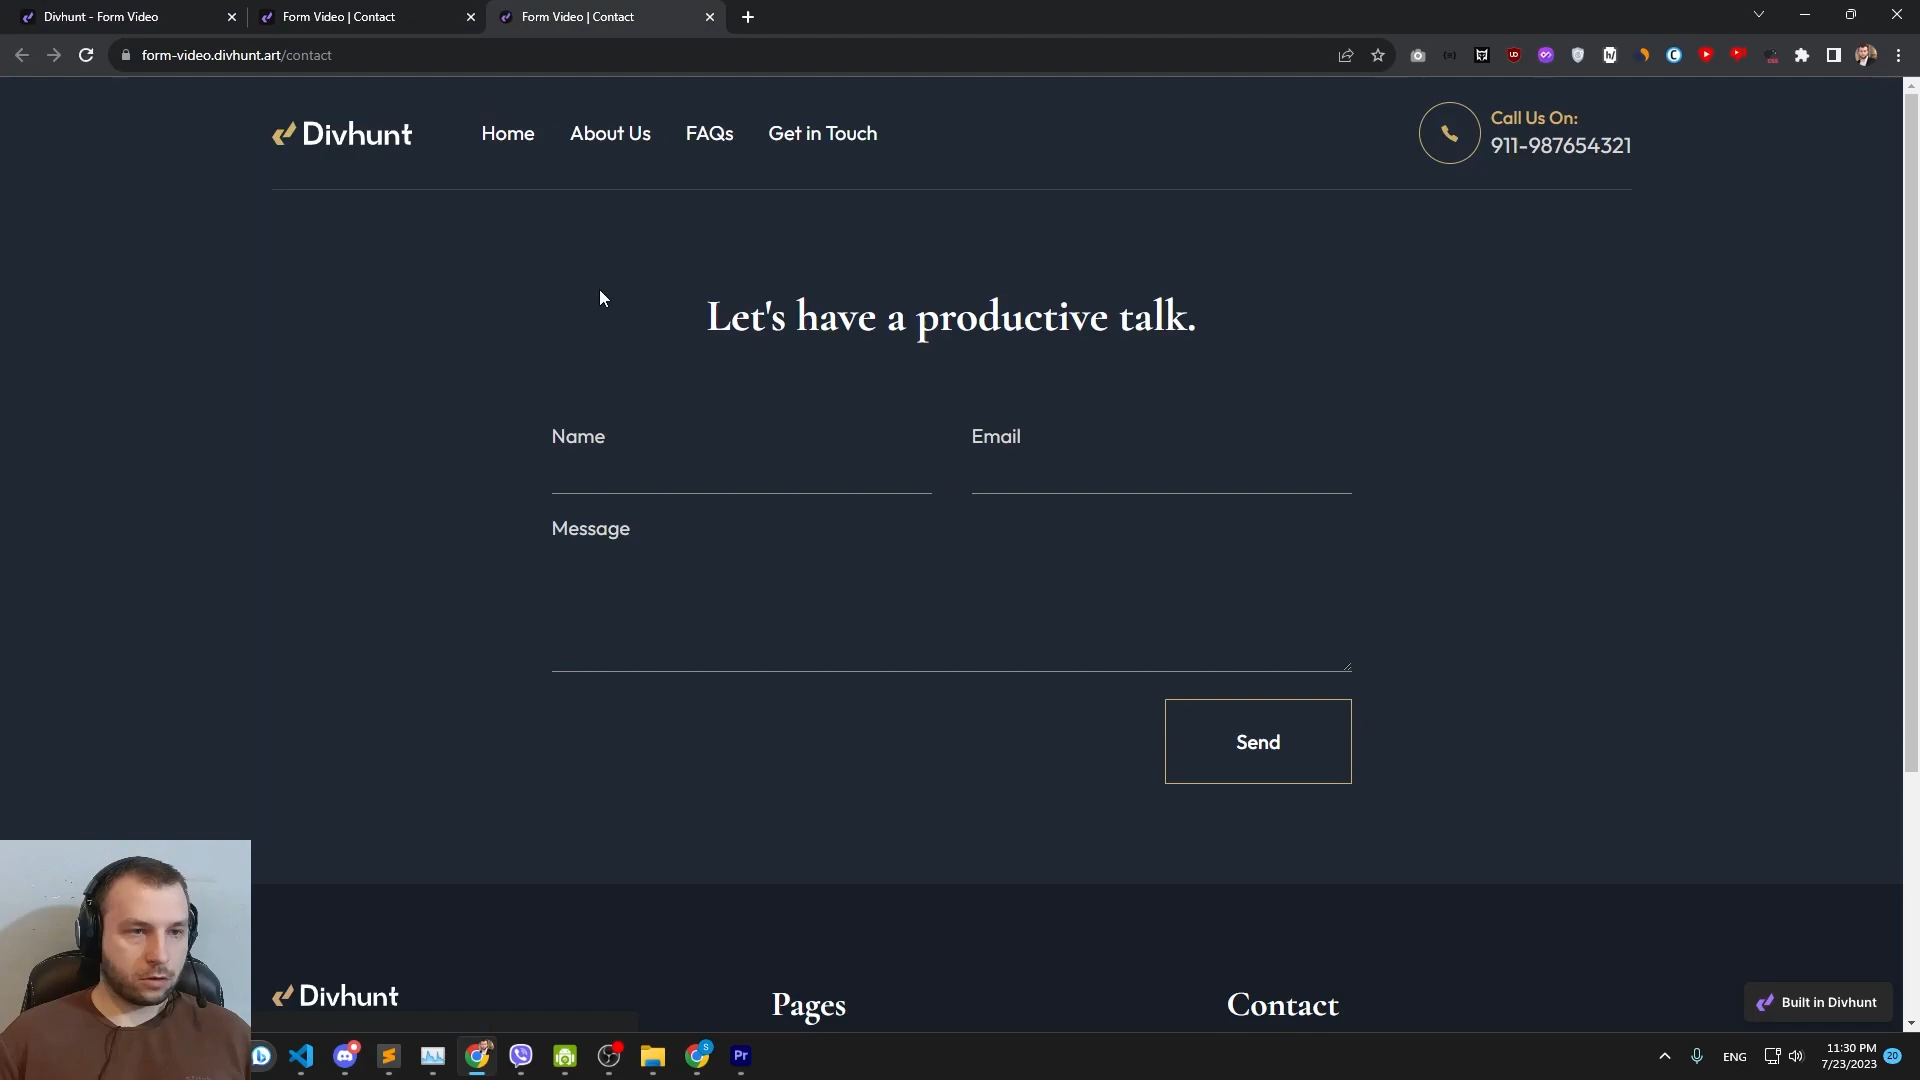 Divhunt - Form Video
Form Video | Contact
Form Video | Contact
form-video.divhunt.art/contact
Divhunt
Home
About Us
FAQs
Get in Touch
Call Us On:
911-987654321
Let's have a productive talk.
Name
Email
Message
Send
Divhunt
Pages
Contact
Built in Divhunt
Pr
S
ENG
11:30 PM
7/23/2023
20